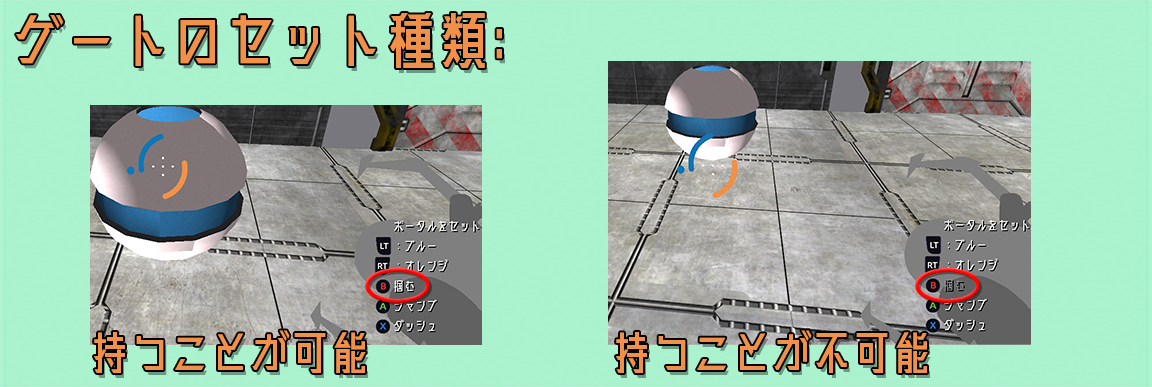 ゲートのセット種類:
ポータルをセット
LT：ブルー
RT：オレンジ
B 掴む
A ジャンプ
X ダッシュ
持つことが可能
ポータルをセット
LT：ブルー
RT：オレンジ
B 掴む
A ジャンプ
X ダッシュ
持つことが不可能